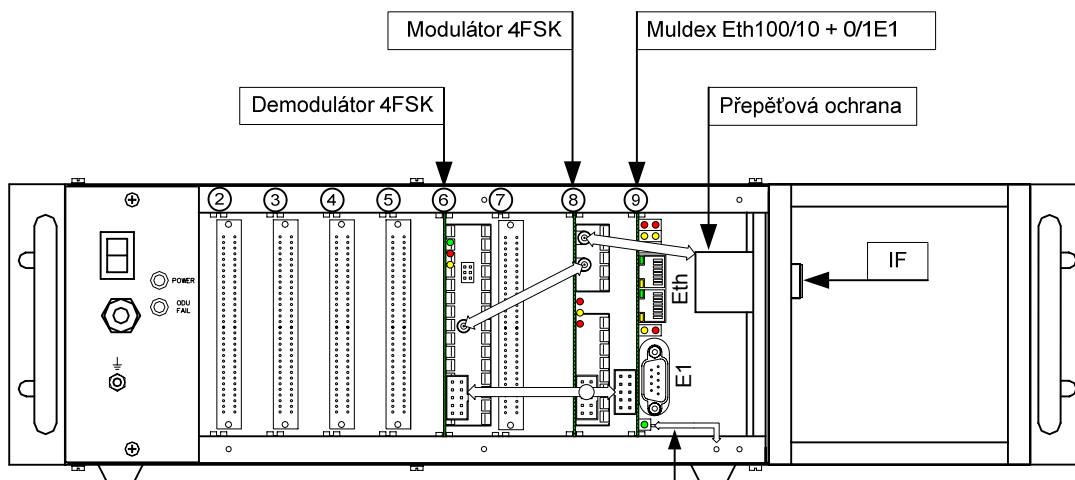 Modulátor 4FSK
Muldex Eth100/10 + 0/1E1
Demodulátor 4FSK
Přepěťová ochrana
2
3
4
5
6
7
8
9
IF
POWER
ODU
FAIL
Eth
E1